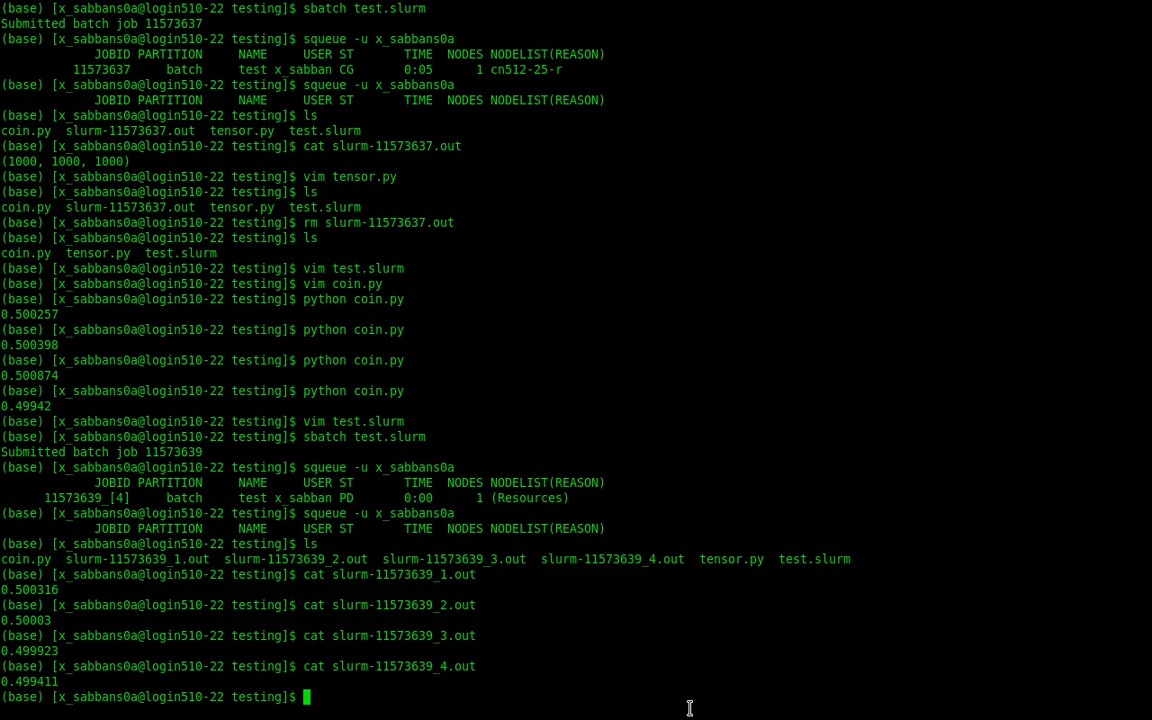 (base) [x_sabbans0a@login510-22 testing]$ sbatch test.slurm
Submitted batch job 11573637
(base) [x_sabbans0a@login510-22 testing]$ squeue -u x_sabbans0a
JOBID PARTITION NAME USER ST TIME NODES NODELIST(REASON)
11573637 batch test x_sabban CG 0:05 1 cn512-25-r
(base) [x_sabbans0a@login510-22 testing]$ squeue -u x_sabbans0a
JOBID PARTITION NAME USER ST TIME NODES NODELIST(REASON)
(base) [x_sabbans0a@login510-22 testing]$ ls
coin.py slurm-11573637.out tensor.py test.slurm
(base) [x_sabbans0a@login510-22 testing]$ cat slurm-11573637.out
(1000, 1000, 1000)
(base) [x_sabbans0a@login510-22 testing]$ vim tensor.py
(base) [x_sabbans0a@login510-22 testing]$ ls
coin.py slurm-11573637.out tensor.py test.slurm
(base) [x_sabbans0a@login510-22 testing]$ rm slurm-11573637.out
(base) [x_sabbans0a@login510-22 testing]$ ls
coin.py tensor.py test.slurm
(base) [x_sabbans0a@login510-22 testing]$ vim test.slurm
(base) [x_sabbans0a@login510-22 testing]$ vim coin.py
(base) [x_sabbans0a@login510-22 testing]$ python coin.py
0.500257
(base) [x_sabbans0a@login510-22 testing]$ python coin.py
0.500398
(base) [x_sabbans0a@login510-22 testing]$ python coin.py
0.500874
(base) [x_sabbans0a@login510-22 testing]$ python coin.py
0.49942
(base) [x_sabbans0a@login510-22 testing]$ vim test.slurm
(base) [x_sabbans0a@login510-22 testing]$ sbatch test.slurm
Submitted batch job 11573639
(base) [x_sabbans0a@login510-22 testing]$ squeue -u x_sabbans0a
JOBID PARTITION NAME USER ST TIME NODES NODELIST(REASON)
11573639_[4] batch test x_sabban PD 0:00 1 (Resources)
(base) [x_sabbans0a@login510-22 testing]$ squeue -u x_sabbans0a
JOBID PARTITION NAME USER ST TIME NODES NODELIST(REASON)
(base) [x_sabbans0a@login510-22 testing]$ ls
coin.py slurm-11573639_1.out slurm-11573639_2.out slurm-11573639_3.out slurm-11573639_4.out tensor.py test.slurm
(base) [x_sabbans0a@login510-22 testing]$ cat slurm-11573639_1.out
0.500316
(base) [x_sabbans0a@login510-22 testing]$ cat slurm-11573639_2.out
0.50003
(base) [x_sabbans0a@login510-22 testing]$ cat slurm-11573639_3.out
0.499923
(base) [x_sabbans0a@login510-22 testing]$ cat slurm-11573639_4.out
0.499411
(base) [x_sabbans0a@login510-22 testing]$